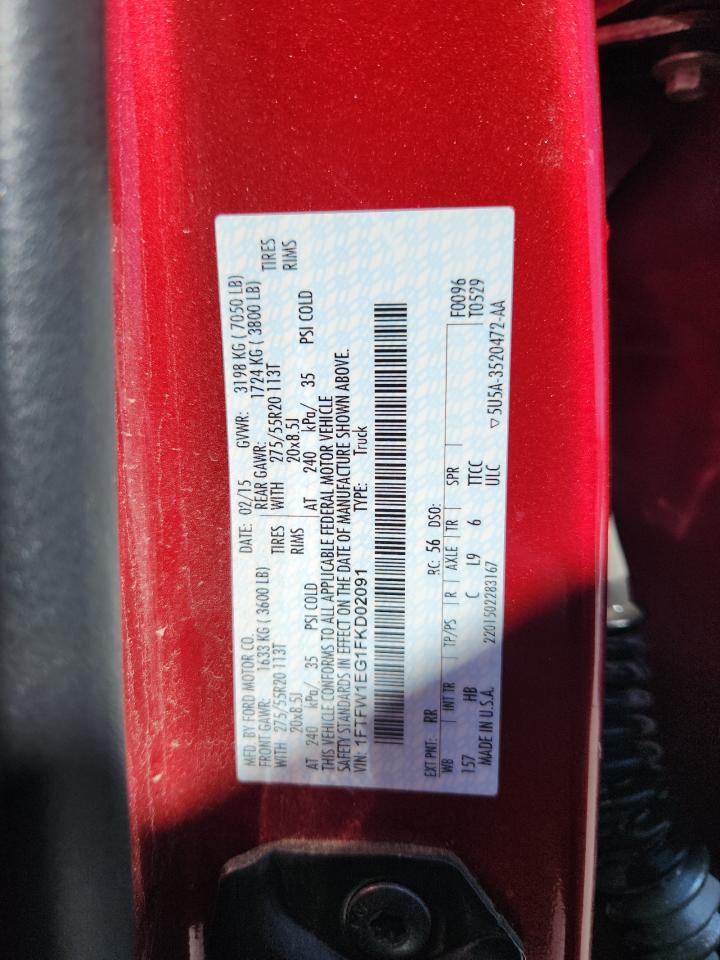 MFD. BY FORD MOTOR CO. DATE: 02/15 GVWR: 3198 KG ( 7050 LB)
FRONT GAWR: 1633 KG ( 3600 LB) REAR GAWR: 1724 KG ( 3800 LB)
WITH 275/55R20 113T TIRES WITH 275/55R20 113T TIRES
20x8.5J RIMS 20x8.5J RIMS
AT 240 kPa/ 35 PSI COLD AT 240 kPa/ 35 PSI COLD
THIS VEHICLE CONFORMS TO ALL APPLICABLE FEDERAL MOTOR VEHICLE
SAFETY STANDARDS IN EFFECT ON THE DATE OF MANUFACTURE SHOWN ABOVE.
VIN: 1FTFW1EG1FKD02091 TYPE: Truck
EXT PNT: RR RC: 56 DSO: F0096
WB INT TR TP/PS R AXLE TR SPR T0529
157 HB C L9 6 TTCC
MADE IN U.S.A. 2201502283167 ULC ▽5U5A-3520472-AA